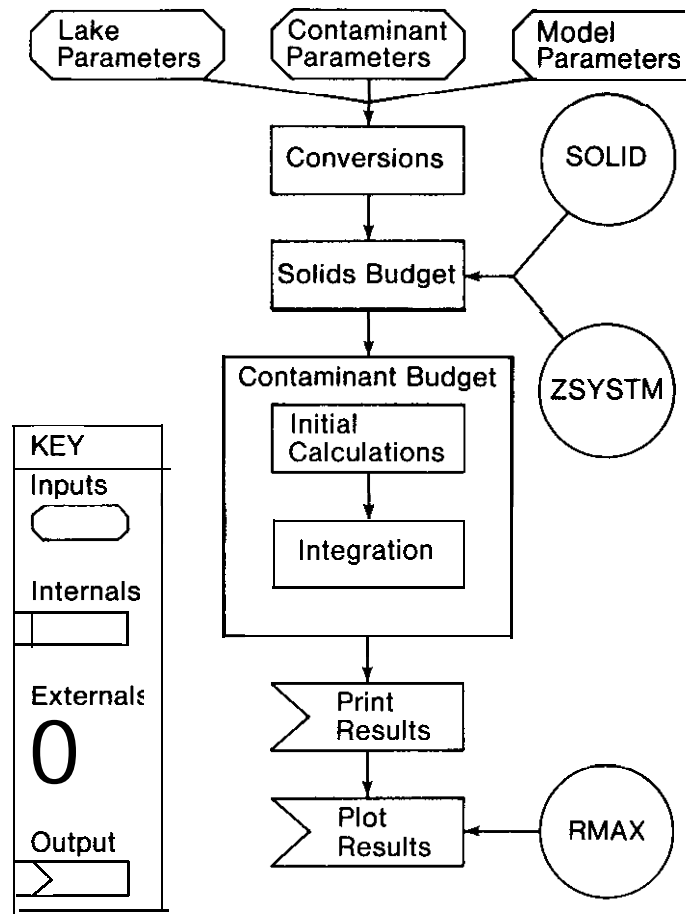 Lake
Parameters
Contaminant
Parameters
Model
Parameters
Conversions
SOLID
Solids Budget
ZSYSTM
Contaminant Budget
Initial
Calculations
Integration
Print
Results
Plot
Results
RMAX
KEY
Inputs
Internals
Externals
Output